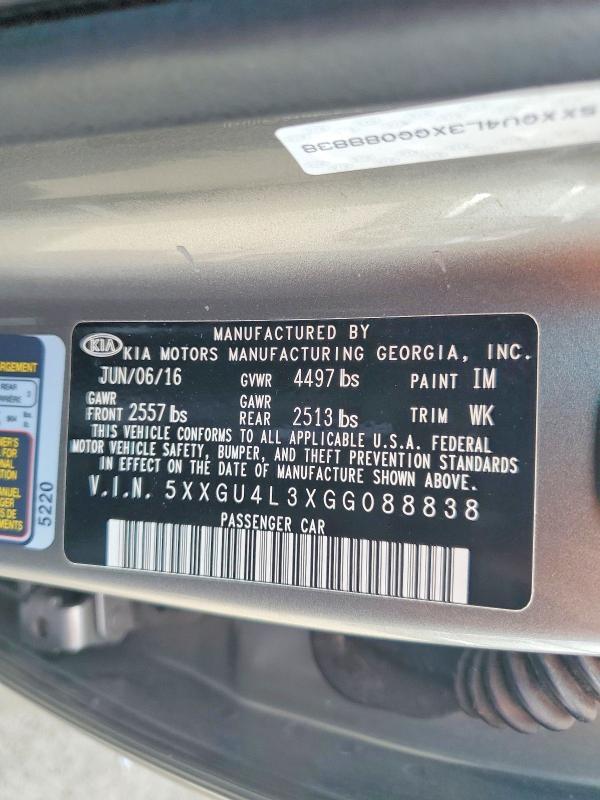 5XXGU4L3XGG088838
MANUFACTURED BY
KIA KIA MOTORS MANUFACTURING GEORGIA, INC.
JUN/06/16 GVWR 4497 lbs PAINT IM
GAWR FRONT 2557 lbs GAWR REAR 2513 lbs TRIM WK
THIS VEHICLE CONFORMS TO ALL APPLICABLE U.S.A. FEDERAL
MOTOR VEHICLE SAFETY, BUMPER, AND THEFT PREVENTION STANDARDS
IN EFFECT ON THE DATE OF MANUFACTURE SHOWN ABOVE.
V.I.N. 5XXGU4L3XGG088838
PASSENGER CAR
REAR
5220